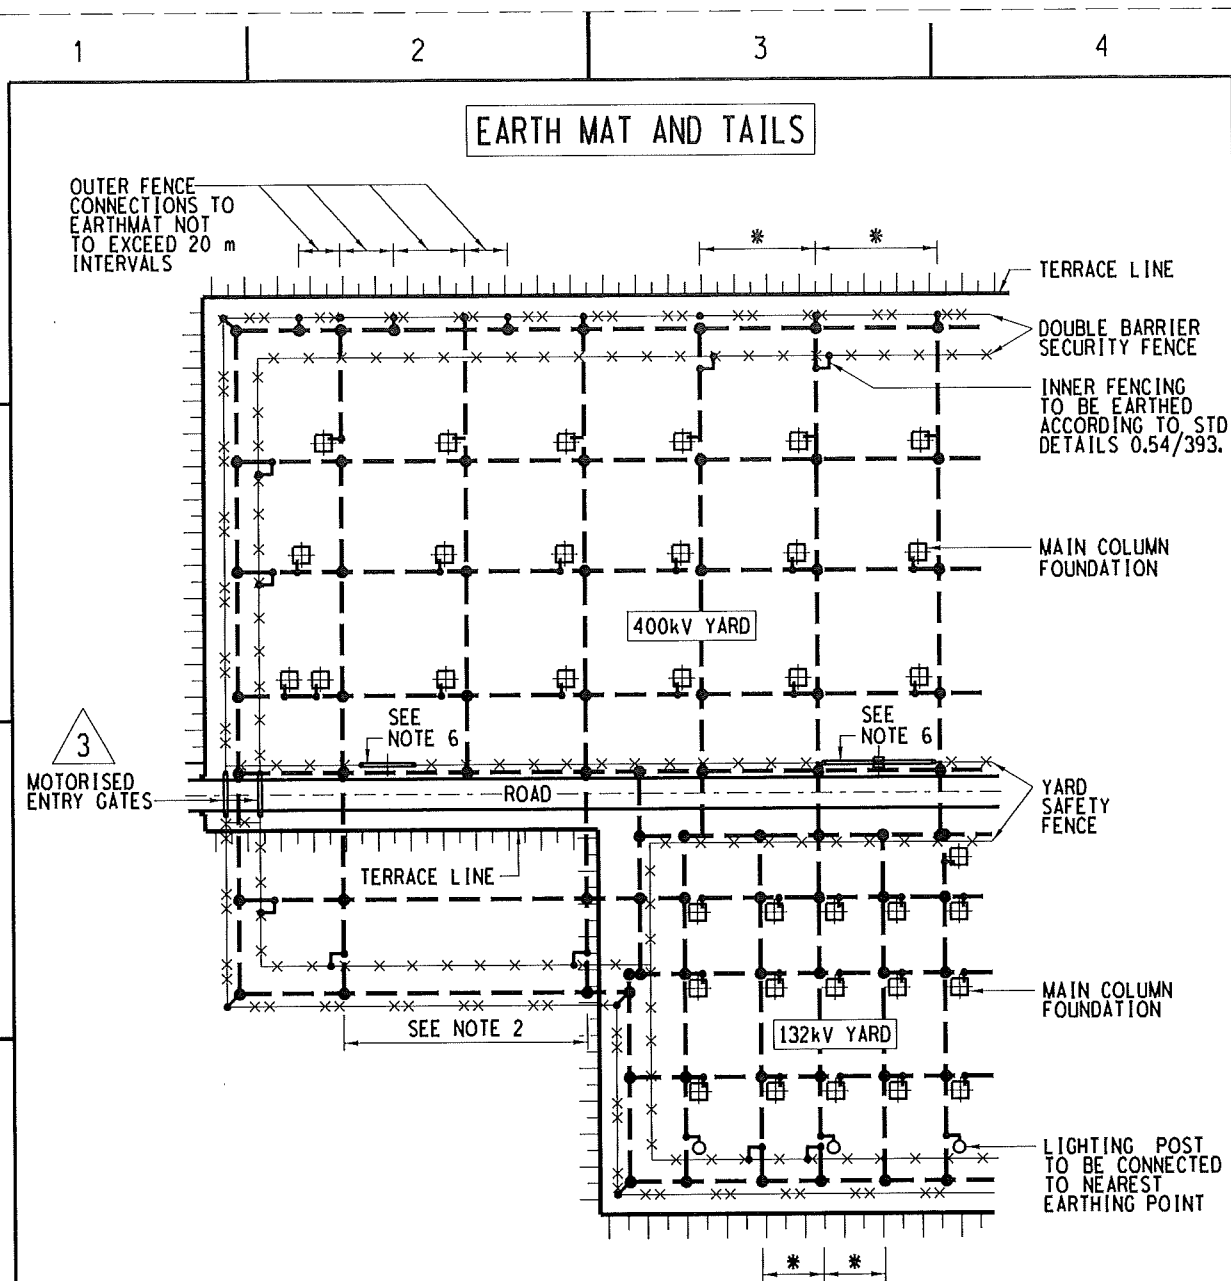 1
2
3
4
EARTH MAT AND TAILS
OUTER FENCE
CONNECTIONS TO
EARTHMAT NOT
TO EXCEED 20 m
INTERVALS
*
*
TERRACE LINE
DOUBLE BARRIER
SECURITY FENCE
INNER FENCING
TO BE EARTHED
ACCORDING TO STD
DETAILS 0.54/393.
MAIN COLUMN
FOUNDATION
400kV YARD
SEE
NOTE 6
SEE
NOTE 6
3
MOTORISED
ENTRY GATES
ROAD
YARD
SAFETY
FENCE
TERRACE LINE
MAIN COLUMN
FOUNDATION
SEE NOTE 2
132kV YARD
LIGHTING POST
TO BE CONNECTED
TO NEAREST
EARTHING POINT
*
*